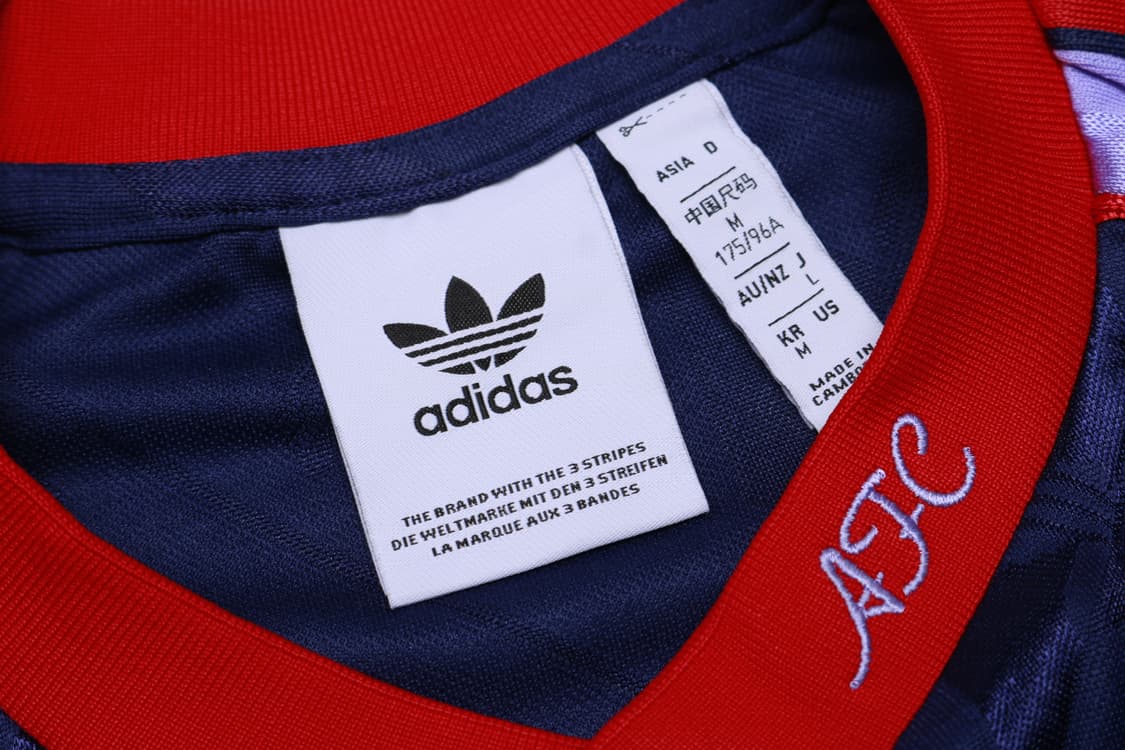 adidas
THE BRAND WITH THE 3 STRIPES
DIE WELTMARKE MIT DEN 3 STREIFEN
LA MARQUE AUX 3 BANDES
ASIA D
中国尺码
M
175/96A
AU/NZ J
L
KR US
M
MADE IN
AFC